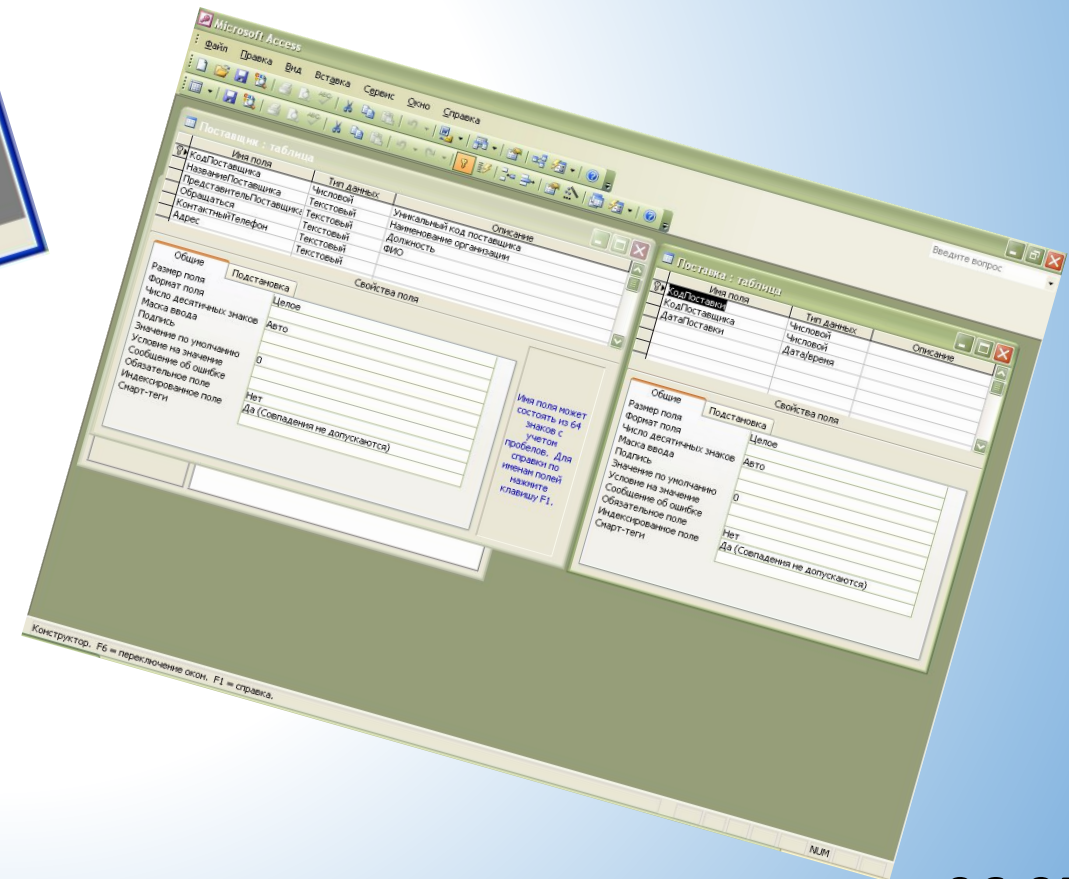 Microsoft Access
Файл Правка Вид Вставка Сервис Окно Справка
Введите вопрос
Поставщик : таблица
Имя поля Тип данных Описание
КодПоставщика Числовой Уникальный код поставщика
НазваниеПоставщика Текстовый Наименование организации
ПредставительПоставщика Текстовый Должность
Обращаться Текстовый ФИО
КонтактныйТелефон Текстовый
Адрес Текстовый
Свойства поля
Общие Подстановка
Размер поля Целое
Формат поля
Число десятичных знаков Авто
Маска ввода
Подпись
Значение по умолчанию 0
Условие на значение
Сообщение об ошибке
Обязательное поле Нет
Индексированное поле Да (Совпадения не допускаются)
Смарт-теги
Имя поля может
состоять из 64
знаков с
учетом
пробелов. Для
справки по
именам полей
нажмите
клавишу F1.
Поставка : таблица
Имя поля Тип данных Описание
КодПоставки Числовой
КодПоставщика Числовой
ДатаПоставки Дата/время
Свойства поля
Общие Подстановка
Размер поля Целое
Формат поля
Число десятичных знаков Авто
Маска ввода
Подпись
Значение по умолчанию 0
Условие на значение
Сообщение об ошибке
Обязательное поле Нет
Индексированное поле Да (Совпадения не допускаются)
Смарт-теги
Конструктор. F6 = переключение окон. F1 = справка.
NUM